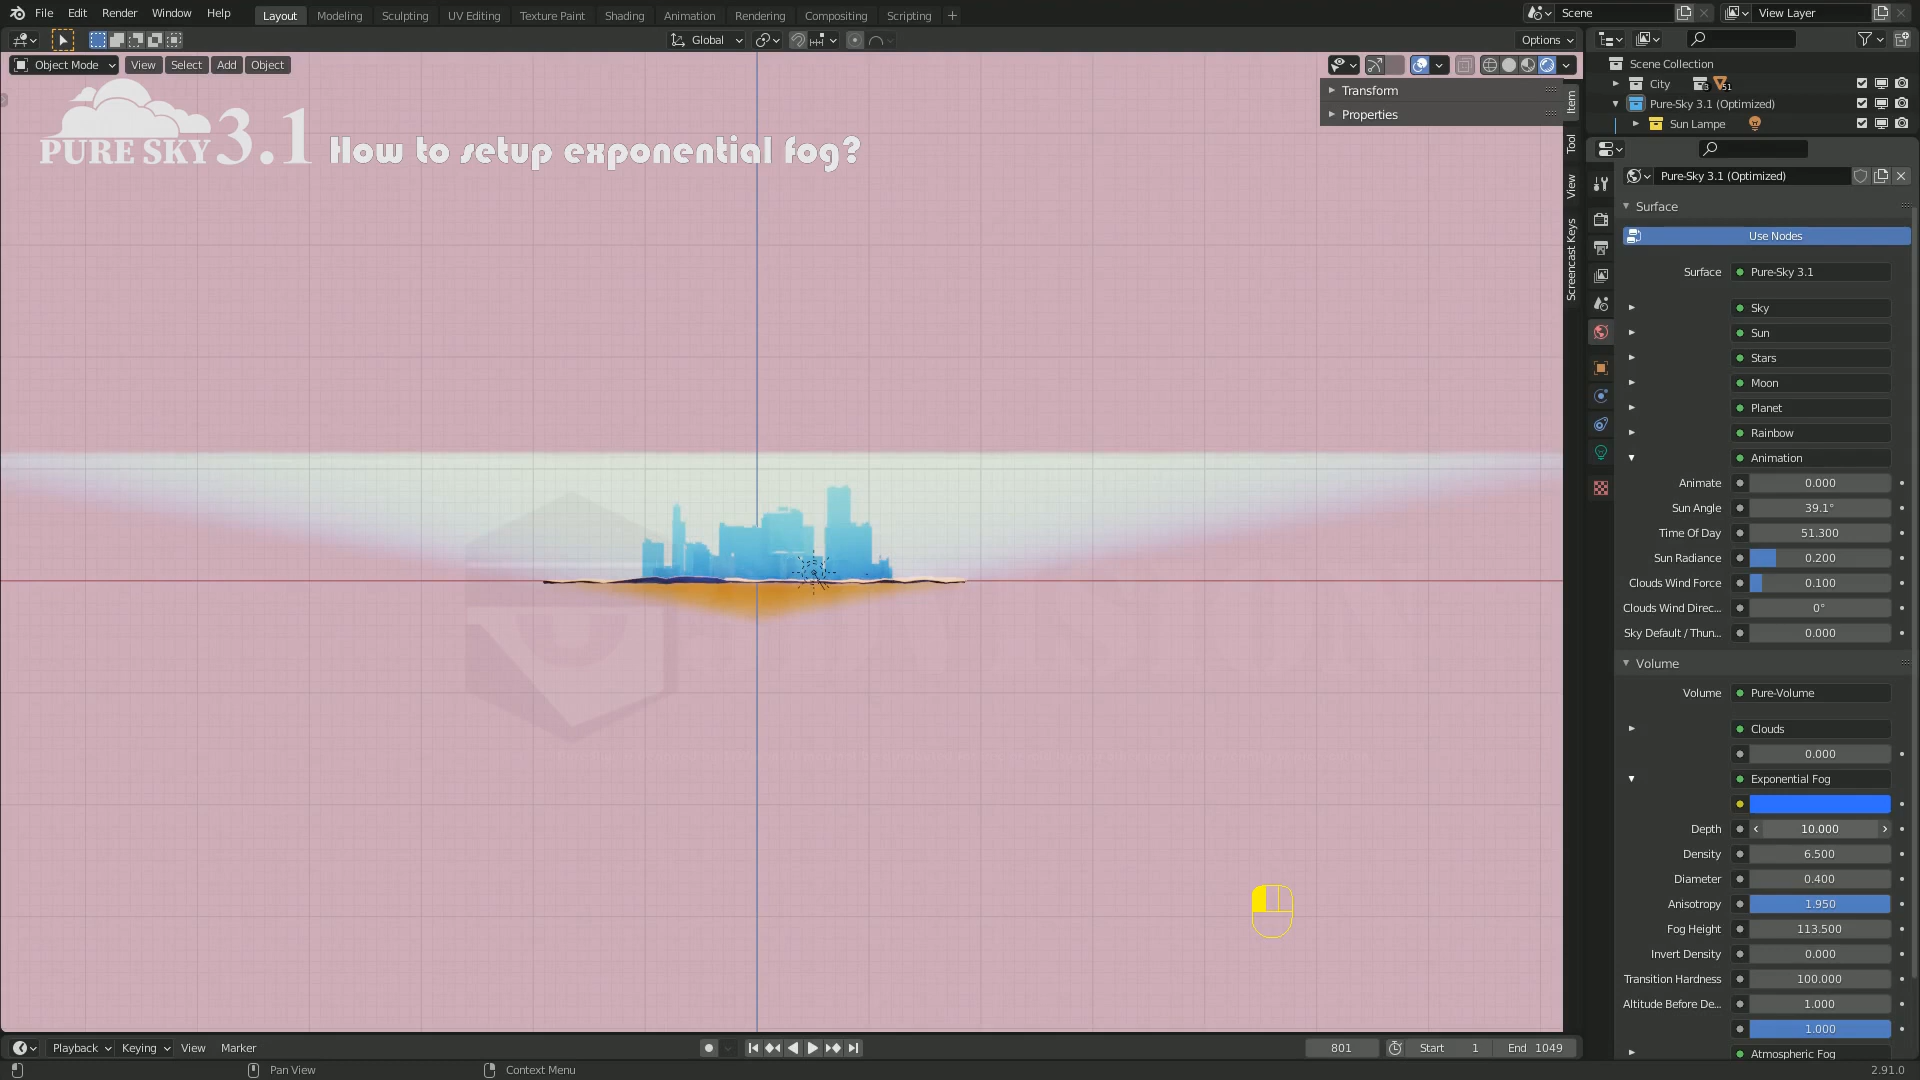 File Edit Render Window Help
Layout Modeling Sculpting UV Editing Texture Paint Shading Animation Rendering Compositing Scripting +
Scene
View Layer
Global
Options
Object Mode View Select Add Object
Transform
Properties
Item
Tool
View
Screencast Keys
PURE SKY 3.1 How to setup exponential fog?
Scene Collection
City 3 51
Pure-Sky 3.1 (Optimized)
Sun Lampe
Pure-Sky 3.1 (Optimized)
Surface
Use Nodes
Surface Pure-Sky 3.1
Sky
Sun
Stars
Moon
Planet
Rainbow
Animation
Animate 0.000
Sun Angle 39.1°
Time Of Day 51.300
Sun Radiance 0.200
Clouds Wind Force 0.100
Clouds Wind Direc... 0°
Sky Default / Thun... 0.000
Volume
Volume Pure-Volume
Clouds
0.000
Exponential Fog
Depth 10.000
Density 6.500
Diameter 0.400
Anisotropy 1.950
Fog Height 113.500
Invert Density 0.000
Transition Hardness 100.000
Altitude Before De... 1.000
1.000
Atmospheric Fog
Playback Keying View Marker
801 Start 1 End 1049
Pan View Context Menu 2.91.0